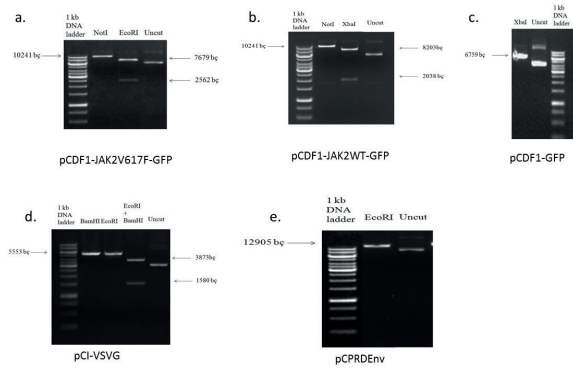 a.
1 kb
DNA
ladder
NotI EcoRI Uncut
10241 bç
7679 bç
2562 bç
pCDF1-JAK2V617F-GFP
b.
1 kb
DNA
ladder
NotI XbaI Uncut
10241 bç
8203 bç
2038 bç
pCDF1-JAK2WT-GFP
c.
XbaI Uncut
1 kb
DNA
ladder
6759 bç
pCDF1-GFP
d.
1 kb
DNA
ladder
BamHI EcoRI
EcoRI
+
BamHI
Uncut
5553 bç
3873 bç
1580 bç
pCI-VSVG
e.
1 kb
DNA
ladder
EcoRI Uncut
12905 bç
pCPRDEnv